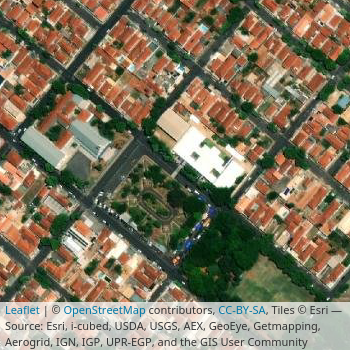 Leaflet | © OpenStreetMap contributors, CC-BY-SA, Tiles © Esri —
Source: Esri, i-cubed, USDA, USGS, AEX, GeoEye, Getmapping,
Aerogrid, IGN, IGP, UPR-EGP, and the GIS User Community